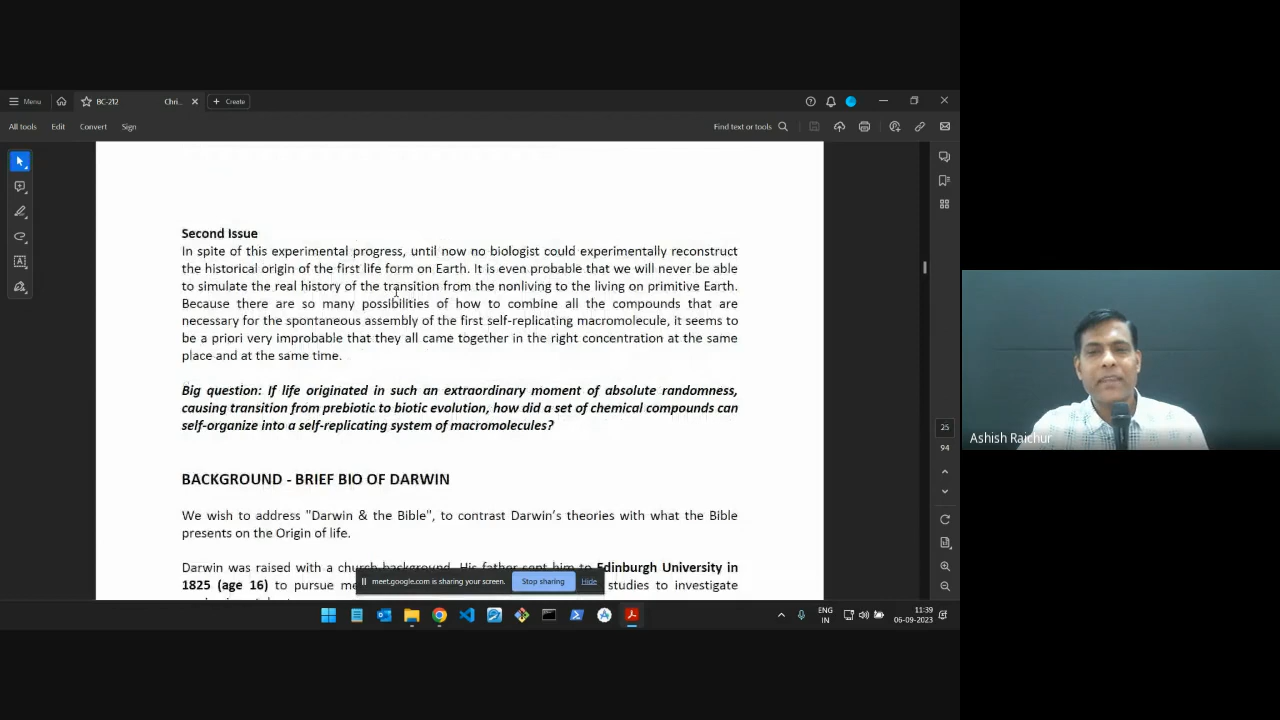 Menu
BC-212
Chri...
Create
All tools
Edit
Convert
Sign
Find text or tools
Second Issue
In spite of this experimental progress, until now no biologist could experimentally reconstruct
the historical origin of the first life form on Earth. It is even probable that we will never be able
to simulate the real history of the transition from the nonliving to the living on primitive Earth.
Because there are so many possibilities of how to combine all the compounds that are
necessary for the spontaneous assembly of the first self-replicating macromolecule, it seems to
be a priori very improbable that they all came together in the right concentration at the same
place and at the same time.
Big question: If life originated in such an extraordinary moment of absolute randomness,
causing transition from prebiotic to biotic evolution, how did a set of chemical compounds can
self-organize into a self-replicating system of macromolecules?
BACKGROUND - BRIEF BIO OF DARWIN
We wish to address "Darwin & the Bible", to contrast Darwin's theories with what the Bible
presents on the Origin of life.
Darwin was raised with a church background. His father sent him to Edinburgh University in
1825 (age 16) to pursue me studies to investigate
meet.google.com is sharing your screen.
Stop sharing
Hide
25
94
Ashish Raichur
ENG
IN
11:39
06-09-2023